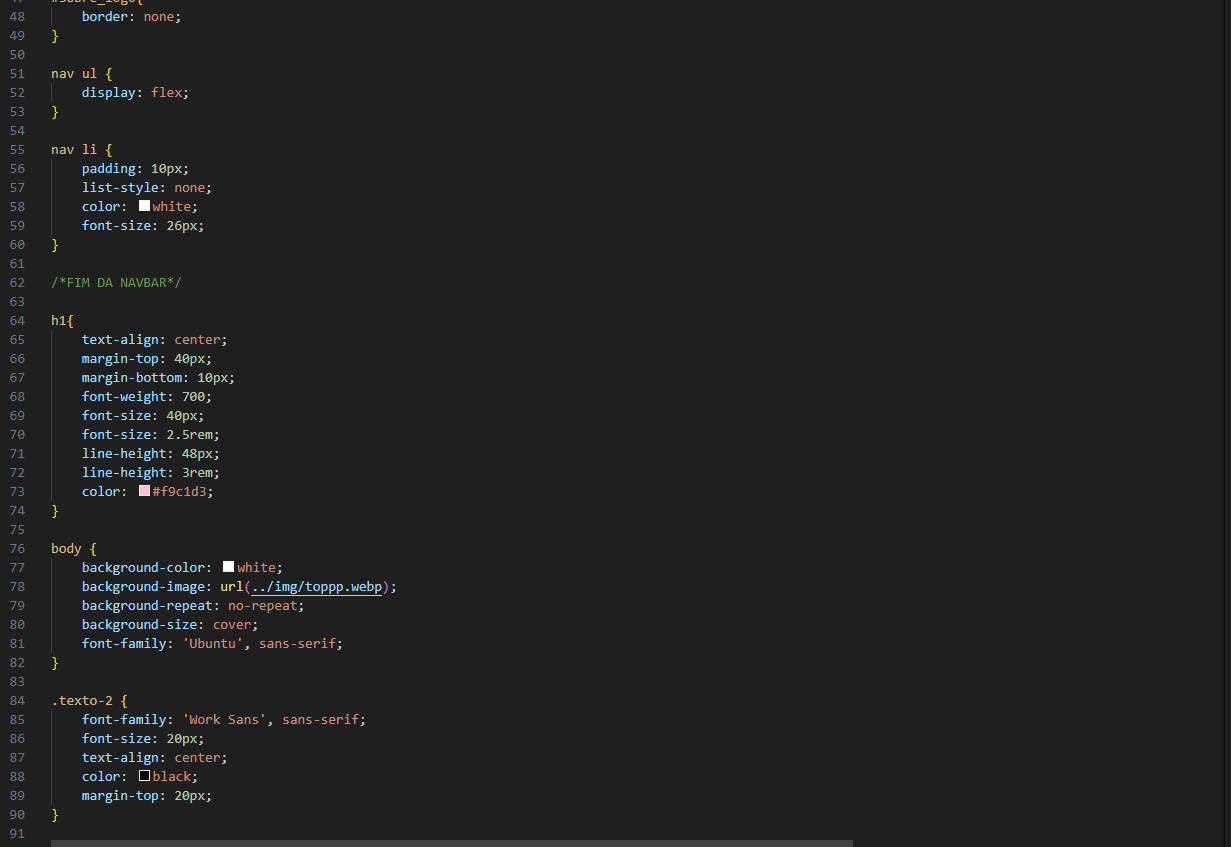 48     border: none;
49 }
50
51 nav ul {
52     display: flex;
53 }
54
55 nav li {
56     padding: 10px;
57     list-style: none;
58     color: white;
59     font-size: 26px;
60 }
61
62 /*FIM DA NAVBAR*/
63
64 h1{
65     text-align: center;
66     margin-top: 40px;
67     margin-bottom: 10px;
68     font-weight: 700;
69     font-size: 40px;
70     font-size: 2.5rem;
71     line-height: 48px;
72     line-height: 3rem;
73     color: #f9c1d3;
74 }
75
76 body {
77     background-color: white;
78     background-image: url(../img/toppp.webp);
79     background-repeat: no-repeat;
80     background-size: cover;
81     font-family: 'Ubuntu', sans-serif;
82 }
83
84 .texto-2 {
85     font-family: 'Work Sans', sans-serif;
86     font-size: 20px;
87     text-align: center;
88     color: black;
89     margin-top: 20px;
90 }
91